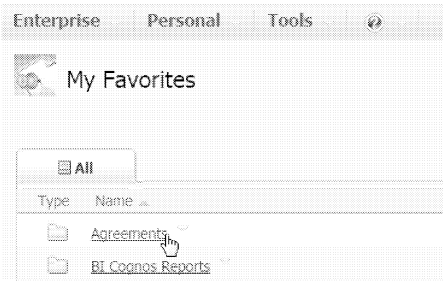 Enterprise Personal Tools ?
My Favorites
All
Type Name
Agreements
BI Cognos Reports